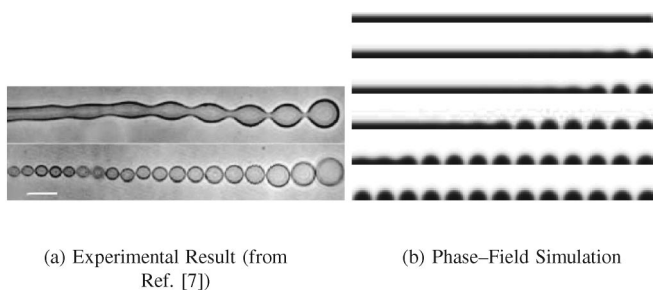 (a) Experimental Result (from
Ref. [7])
(b) Phase–Field Simulation